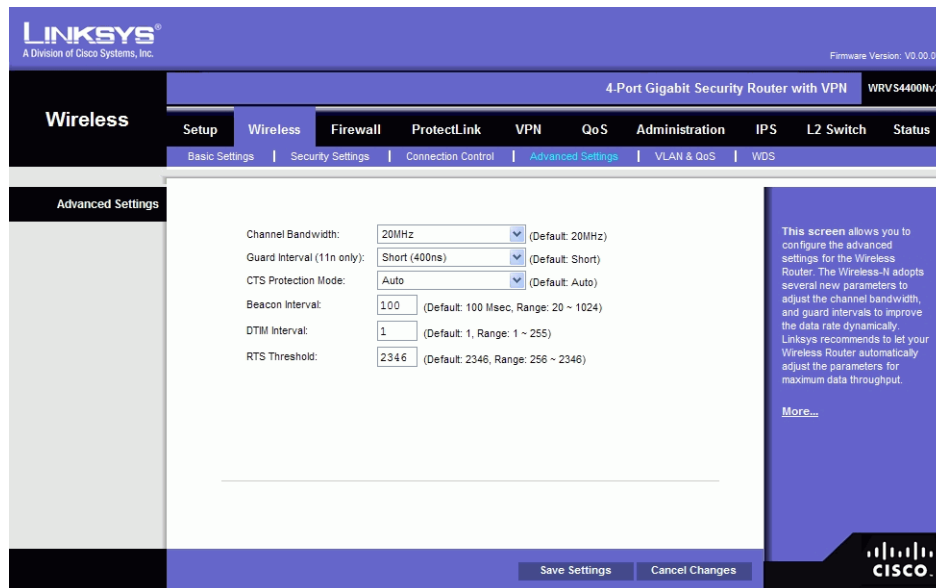 LINKSYS®
A Division of Cisco Systems, Inc.
Firmware Version: V0.00.0
4-Port Gigabit Security Router with VPN
WRVS4400Nv
Wireless
Setup Wireless Firewall ProtectLink VPN QoS Administration IPS L2 Switch Status
Basic Settings | Security Settings | Connection Control | Advanced Settings | VLAN & QoS | WDS
Advanced Settings
Channel Bandwidth: 20MHz (Default: 20MHz)
Guard Interval (11n only): Short (400ns) (Default: Short)
CTS Protection Mode: Auto (Default: Auto)
Beacon Interval: 100 (Default: 100 Msec, Range: 20 ~ 1024)
DTIM Interval: 1 (Default: 1, Range: 1 ~ 255)
RTS Threshold: 2346 (Default: 2346, Range: 256 ~ 2346)
This screen allows you to
configure the advanced
settings for the Wireless
Router. The Wireless-N adopts
several new parameters to
adjust the channel bandwidth,
and guard intervals to improve
the data rate dynamically.
Linksys recommends to let your
Wireless Router automatically
adjust the parameters for
maximum data throughput.
More...
Save Settings Cancel Changes
CISCO.